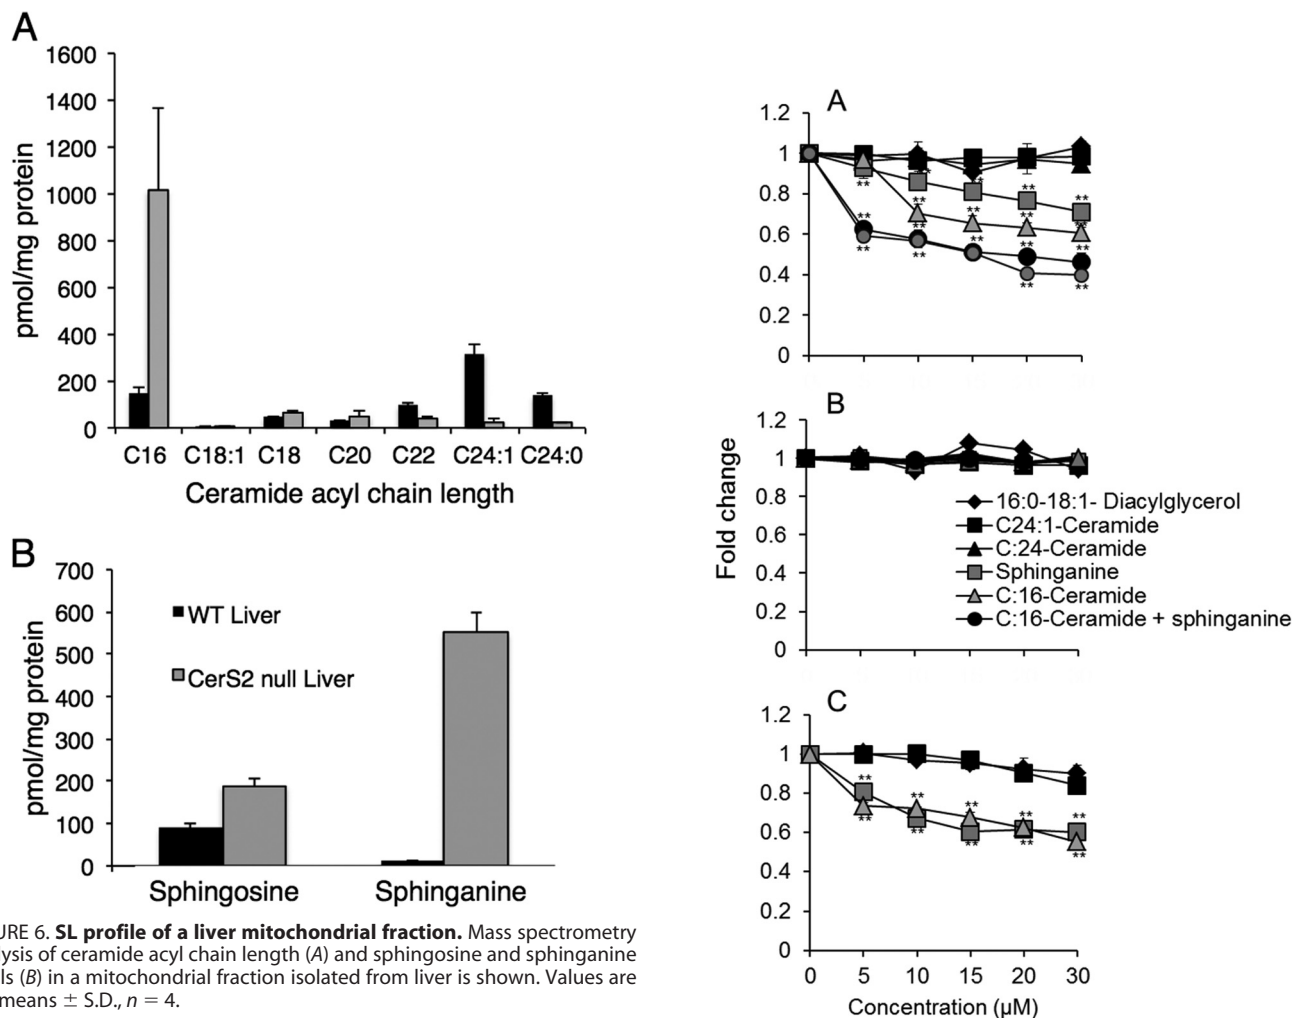 A
1600
1400
1200
1000
800
600
400
200
0
pmol/mg protein
C16 C18:1 C18 C20 C22 C24:1 C24:0
Ceramide acyl chain length
B
700
600
500
400
300
200
100
0
pmol/mg protein
WT Liver
CerS2 null Liver
Sphingosine Sphinganine
URE 6. SL profile of a liver mitochondrial fraction. Mass spectrometry
lysis of ceramide acyl chain length (A) and sphingosine and sphinganine
ls (B) in a mitochondrial fraction isolated from liver is shown. Values are
means ± S.D., n = 4.
A
1.2
1
0.8
0.6
0.4
0.2
0
B
1.2
1
0.8
0.6
0.4
0.2
0
Fold change
16:0-18:1- Diacylglycerol
C24:1-Ceramide
C:24-Ceramide
Sphinganine
C:16-Ceramide
C:16-Ceramide + sphinganine
C
1.2
1
0.8
0.6
0.4
0.2
0
0 5 10 15 20 30
Concentration (µM)